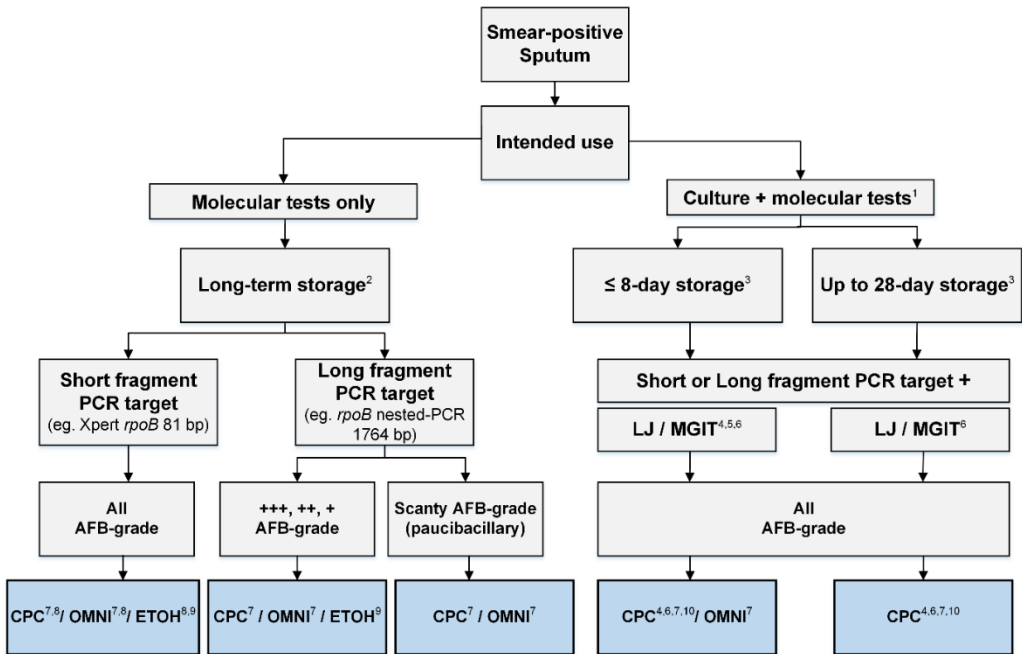 Smear-positive
Sputum
Intended use
Molecular tests only
Culture + molecular tests¹
Long-term storage²
≤ 8-day storage³
Up to 28-day storage³
Short fragment
PCR target
(eg. Xpert rpoB 81 bp)
Long fragment
PCR target
(eg. rpoB nested-PCR
1764 bp)
Short or Long fragment PCR target +
LJ / MGIT⁴,⁵,⁶
LJ / MGIT⁶
All
AFB-grade
+++, ++, +
AFB-grade
Scanty AFB-grade
(paucibacillary)
All
AFB-grade
CPC⁷,⁸/ OMNI⁷,⁸/ ETOH⁸,⁹
CPC⁷ / OMNI⁷ / ETOH⁹
CPC⁷ / OMNI⁷
CPC⁴,⁶,⁷,¹⁰/ OMNI⁷
CPC⁴,⁶,⁷,¹⁰